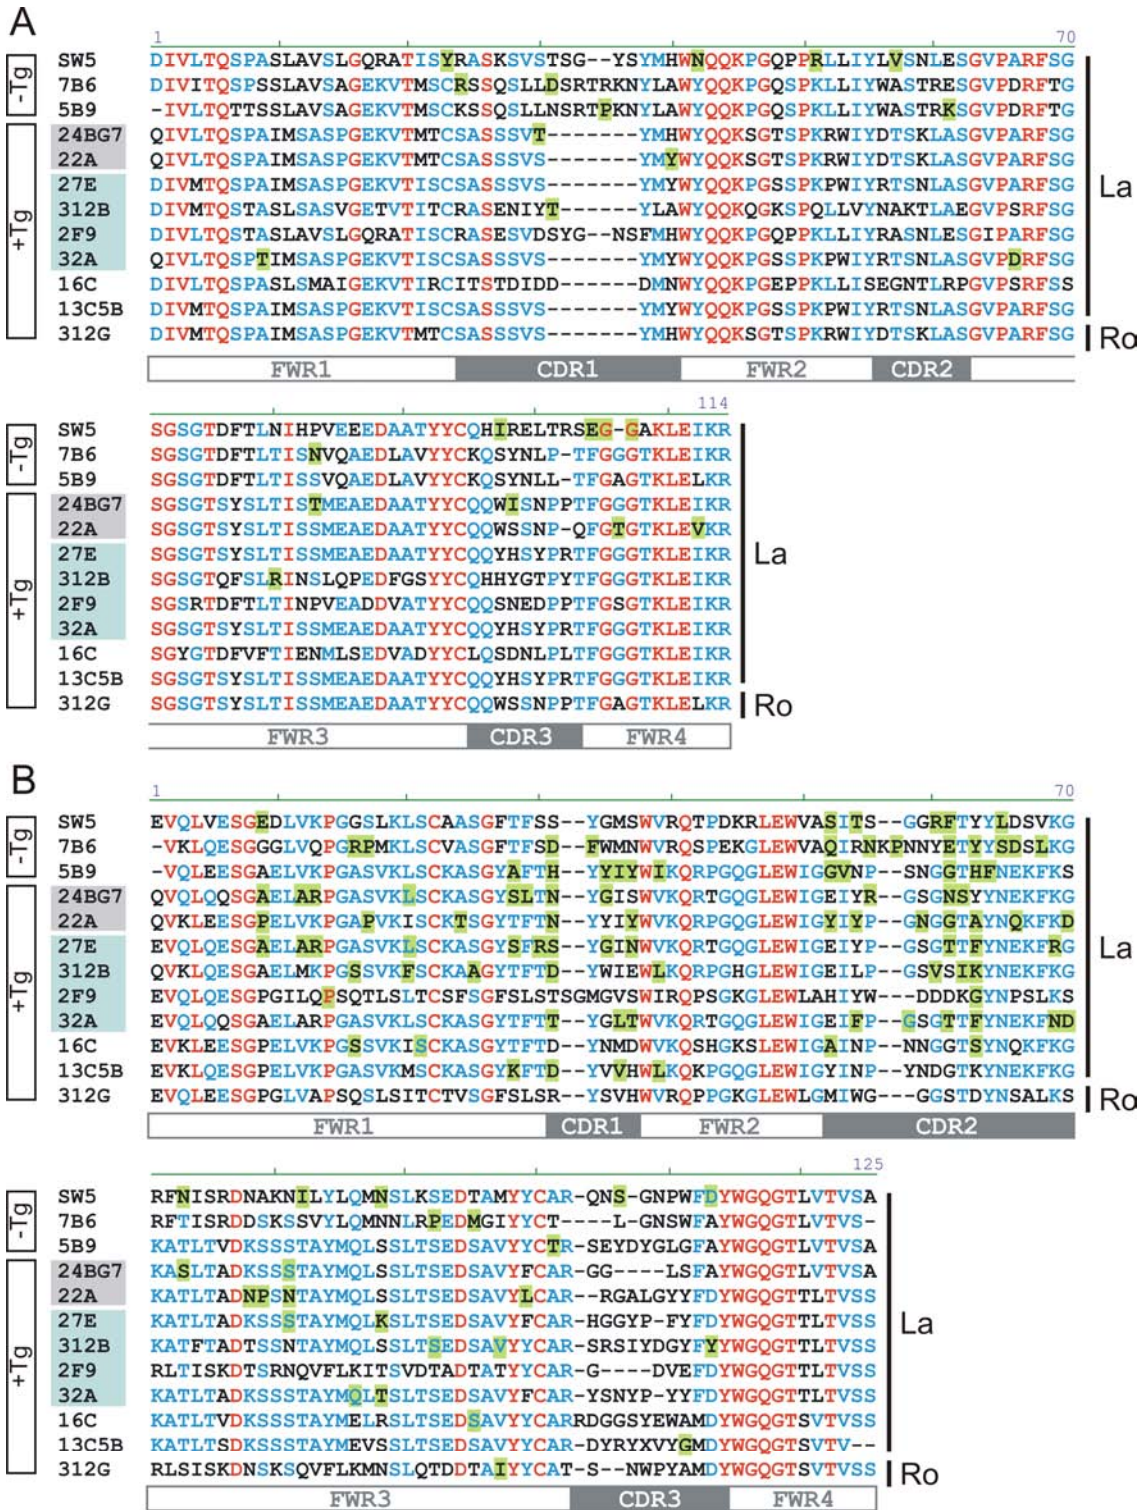 A
1 70
SW5 DIVLTQSPASLAVSLGQRATISYRASKSVSTSG--YSYMHWNQQKPGQPPRLLIYLVSNLESGVPARFSG
7B6 DIVITQSPSSLAVSAGEKVTMSCRSSQSLLDSRTRKNYLAWYQQKPGQSPKLLIYWASTRESGVPDRFTG
5B9 -IVLTQTTSSLAVSAGEKVTMSCKSSQSLLNSRTPKNYLAWYQQKPGQSPKLLIYWASTRKSGVPDRFTG
24BG7 QIVLTQSPAIMSASPGEKVTMTCSASSSVT-------YMHWYQQKSGTSPKRWIYDTSKLASGVPARFSG
22A QIVLTQSPAIMSASPGEKVTMTCSASSSVS-------YMYWYQQKSGTSPKRWIYDTSKLASGVPARFSG
27E DIVMTQSPAIMSASPGEKVTISCSASSSVS-------YMYWYQQKPGSSPKPWIYRTSNLASGVPARFSG
312B DIVMTQSTASLSASVGETVTITCRASENIYT-------YLAWYQQKQGKSPQLLVYNAKTLAEGVPSRFSG
2F9 DIVLTQSTASLAVSLGQRATISCRASESVDSYG--NSFMHWYQQKPGQPPKLLIYRASNLESGIPARFSG
32A QIVLTQSPTIMSASPGEKVTISCSASSSVS-------YMYWYQQKPGSSPKPWIYRTSNLASGVPDRFSG
16C DIVLTQSPASLSMAIGEKVTIRCITSTDIDD-------DMNWYQQKPGEPPKLLISEGNTLRPGVPSRFSS
13C5B DIVMTQSPAIMSASPGEKVTISCSASSSVS-------YMYWYQQKPGSSPKPWIYRTSNLASGVPARFSG
312G DIVMTQSPAIMSASPGEKVTMTCSASSSVS-------YMHWYQQKSGTSPKRWIYDTSKLASGVPARFSG
-Tg
+Tg
La
Ro
FWR1 CDR1 FWR2 CDR2
114
SW5 SGSGTDFTLNIHPVEEEDAATYYCQHIRELTRSEG-GAKLEIKR
7B6 SGSGTDFTLTISNVQAEDLAVYYCKQSYNLP-TFGGGTKLEIKR
5B9 SGSGTDFTLTISSVQAEDLAVYYCKQSYNLL-TFGAGTKLELKR
24BG7 SGSGTSYSLTISTMEAEDAATYYCQQWISNPPTFGGGTKLEIKR
22A SGSGTSYSLTISSMEAEDAATYYCQQWSSNP-QFGTGTKLEVKR
27E SGSGTSYSLTISSMEAEDAATYYCQQYHSYPRTFGGGTKLEIKR
312B SGSGTQFSLRINSLQPEDFGSYYCQHHYGTPYTFGGGTKLEIKR
2F9 SGSRTDFTLTINPVEADDVATYYCQQSNEDPPTFGSGTKLEIKR
32A SGSGTSYSLTISSMEAEDAATYYCQQYHSYPRTFGGGTKLEIKR
16C SGYGTDFVFTIENMLSEDVADYYCLQSDNLPLTFGGGTKLEIKR
13C5B SGSGTSYSLTISSMEAEDAATYYCQQYHSYPRTFGGGTKLEIKR
312G SGSGTSYSLTISSMEAEDAATYYCQQWSSNPPTFGAGTKLELKR
-Tg
+Tg
La
Ro
FWR3 CDR3 FWR4
B
1 70
SW5 EVQLVESGEDLVKPGGSLKLSCAASGFTFSS--YGMSWVRQTPDKRLEWVASITS--GGRFTYYLDSVKG
7B6 -VKLQESGGGLVQPGRPMKLSCVASGFTFSD--FWMNWVRQSPEKGLEWVAQIRNKPNNYETYYSDSLKG
5B9 -VQLEESGAELVKPGASVKLSCKASGYAFTH--YYIYWIKQRPGQGLEWIGGVNP--SNGGTHFNEKFKS
24BG7 QVQLQQSGAELARPGASVKLSCKASGYSLTN--YGISWVKQRTGQGLEWIGEIYR--GSGNSYYNEKFKG
22A QVKLEESGPELVKPGAPVKISCKTSGYTFTN--YYIYWVKQRPGQGLEWIGYIYP--GNGGTAYNQKFKD
27E EVQLQESGAELARPGASVKLSCKASGYSFRS--YGINWVKQRTGQGLEWIGEIYP--GSGTTFYNEKFRG
312B QVKLQESGAELMKPGSSVKFSCKAAGYTFTD--YWIEWLKQRPGHGLEWIGEILP--GSVSIKYNEKFKG
2F9 EVQLQESGPGILQPSQTLSLTCSFSGFSLSTSGMGVSWIRQPSGKGLEWLAHIYW---DDDKGYNPSLKS
32A EVQLQQSGAELARPGASVKLSCKASGYTFTT--YGLTWVKQRTGQGLEWIGEIFP--GSGTTFYNEKFND
16C EVKLEESGPELVKPGSSVKISCKASGYTFTD--YNMDWVKQSHGKSLEWIGAINP--NNGGTSYNQKFKG
13C5B EVKLQESGPELVKPGASVKMSCKASGYKFTD--YVVHWLKQKPGQGLEWIGYINP--YNDGTKYNEKFKG
312G EVQLEESGPGLVAPSQSLSITCTVSGFSLSR--YSVHWVRQPPGKGLEWLGMIWG---GGSTDYNSALKS
-Tg
+Tg
La
Ro
FWR1 CDR1 FWR2 CDR2
125
SW5 RFNISRDNAKNILYLQMNSLKSEDTAMYYCAR-QNS-GNPWFDYWGQGTLVTVSA
7B6 RFTISRDDSKSSVYLQMNNLRPEDMGIYYCT----L-GNSWFAYWGQGTLVTVS-
5B9 KATLTVDKSSSTAYMQLSSLTSEDSAVYYCTR-SEYDYGLGFAYWGQGTLVTVSA
24BG7 KASLTADKSSSTAYMQLSSLTSEDSAVYFCAR-GG----LSFAYWGQGTLVTVSA
22A KATLTADNPSNTAYMQLSSLTSEDSAVYLCAR--RGALGYYFDYWGQGTTLTVSS
27E KATLTADKSSSTAYMQLKSLTSEDSAVYFCAR-HGGYP-FYFDYWGQGTTLTVSS
312B KATFTADTSSNTAYMQLSSLTSEDSAVYYCAR-SRSIYDGYFYYWGQGTTLTVSS
2F9 RLTISKDTSRNQVFLKITSVDTADTATYYCAR-G----DVEFDYWGQGTTLTVSS
32A KATLTADKSSSTAYMQLTSLTSEDSAVYFCAR-YSNYP-YYFDYWGQGTTLTVSS
16C KATLTVDKSSSTAYMELRSLTSEDSAVYYCARRDGGSYEWAMDYWGQGTSVTVSS
13C5B KATLTSDKSSSTAYMEVSSLTSEDSAVYYCAR-DYRYXVYGMDYWGQGTSVTV--
312G RLSISKDNSKSQVFLKMNSLQTDDTAIYYCAT-S--NWPYAMDYWGQGTSVTVSS
-Tg
+Tg
La
Ro
FWR3 CDR3 FWR4